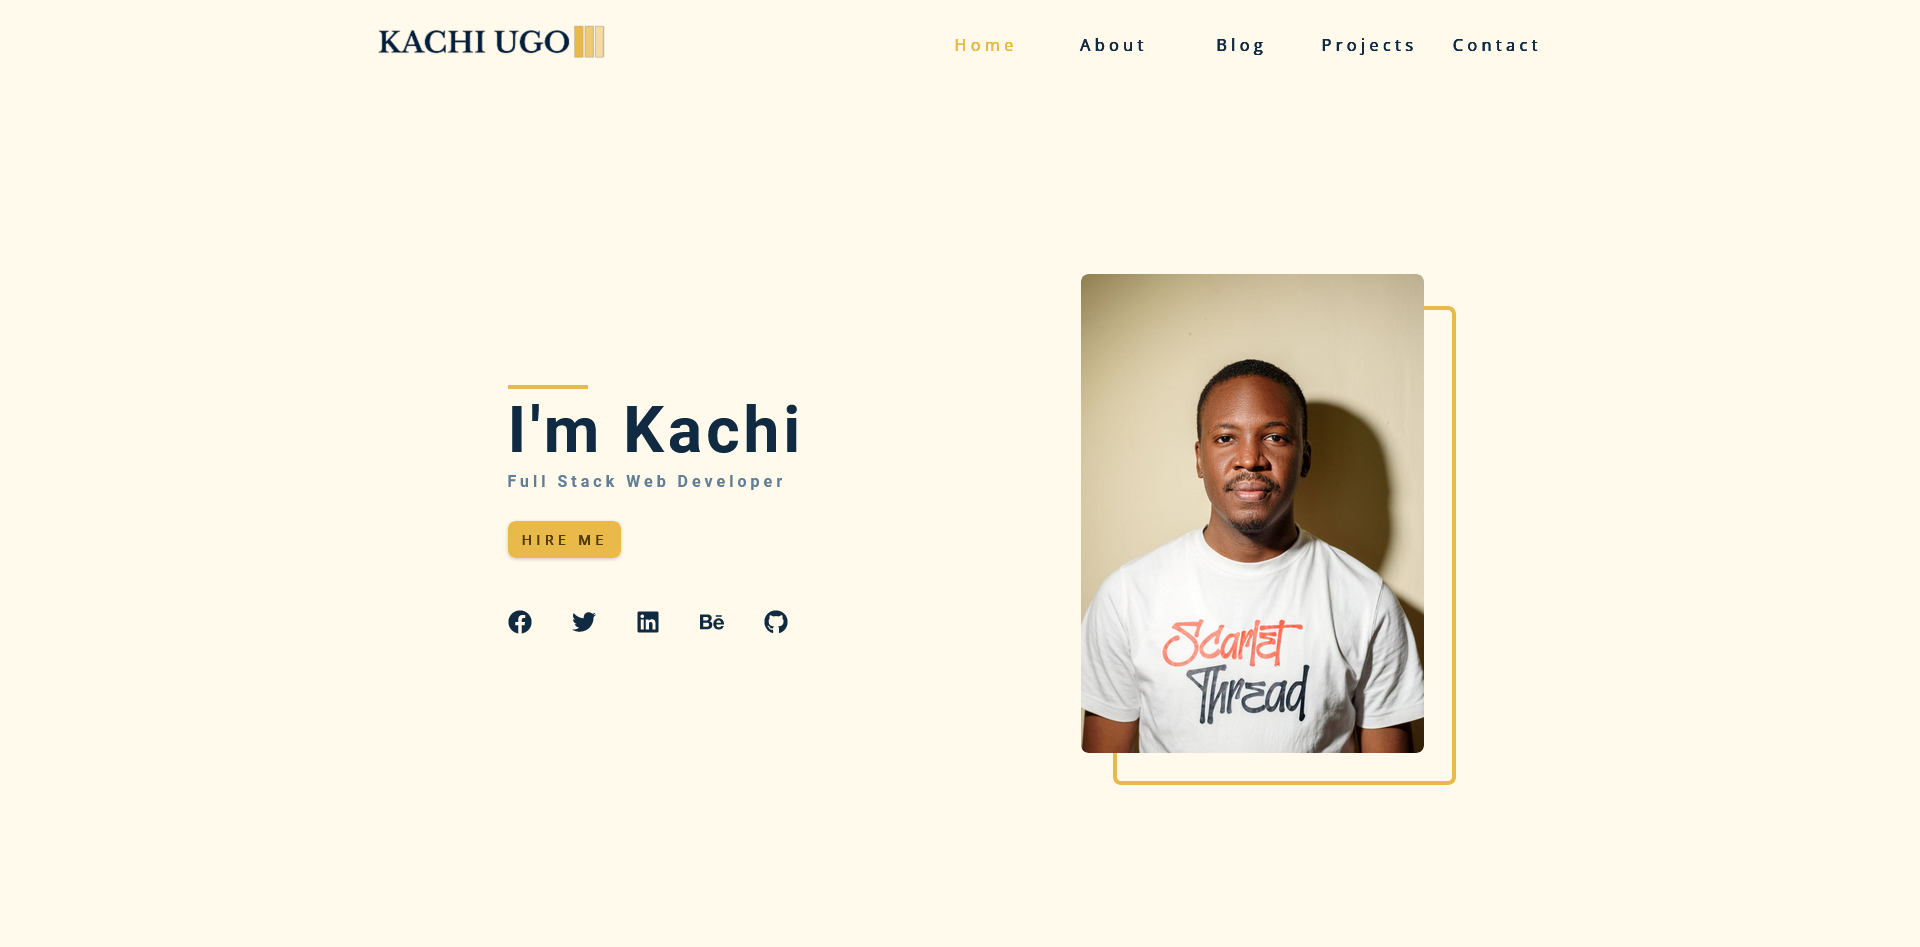 KACHI UGO
Home About Blog Projects Contact
I'm Kachi
Full Stack Web Developer
HIRE ME
Bē
Scarlet
Thread